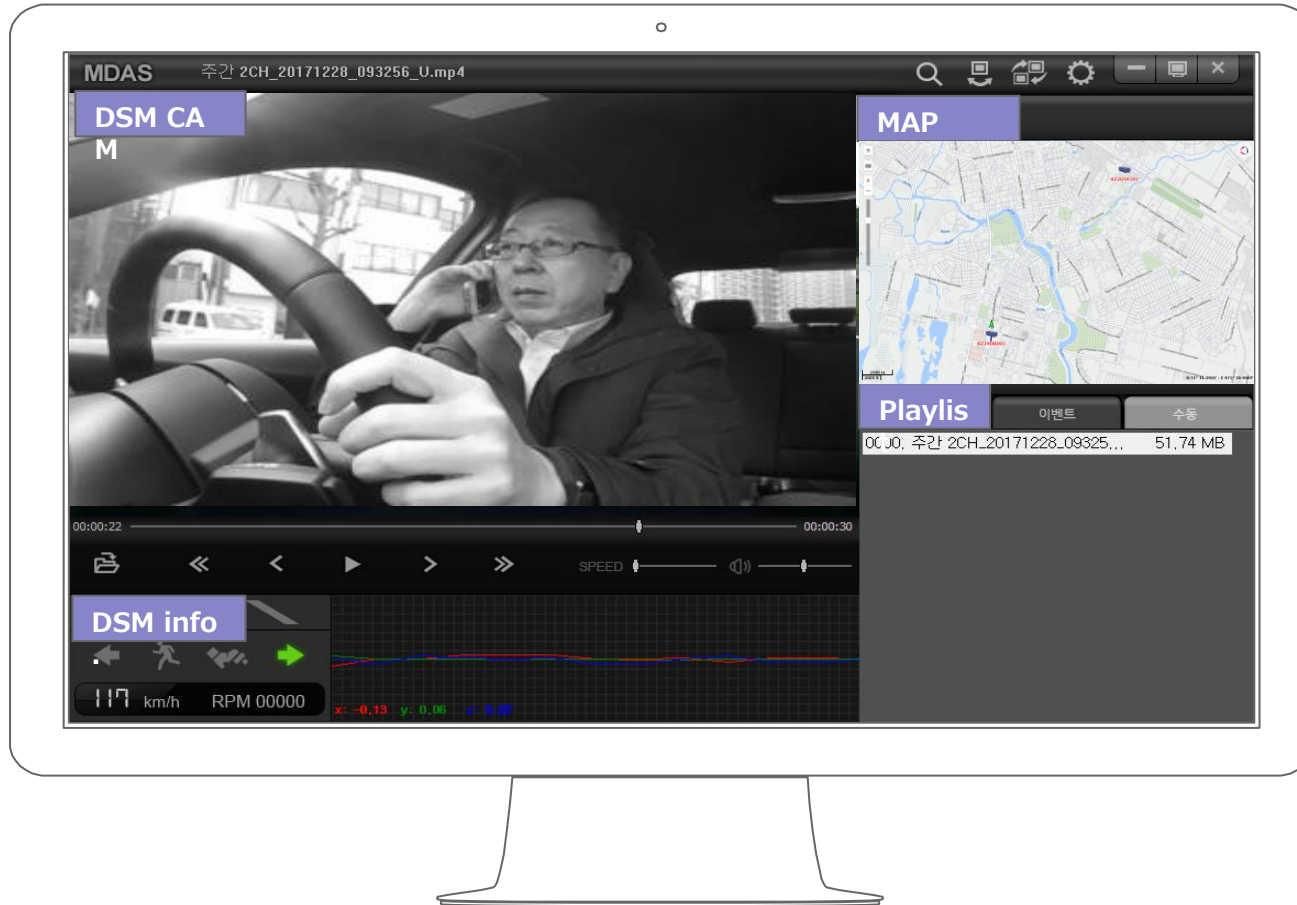 MDAS
주간 2CH_20171228_093256_U.mp4
DSM CA
M
MAP
Playlis
이벤트
수동
주간 2CH_20171228_09325... 51,74 MB
00:00:22
00:00:30
SPEED
DSM info
.
117 km/h RPM 00000
x: -0,13 y: 0,06